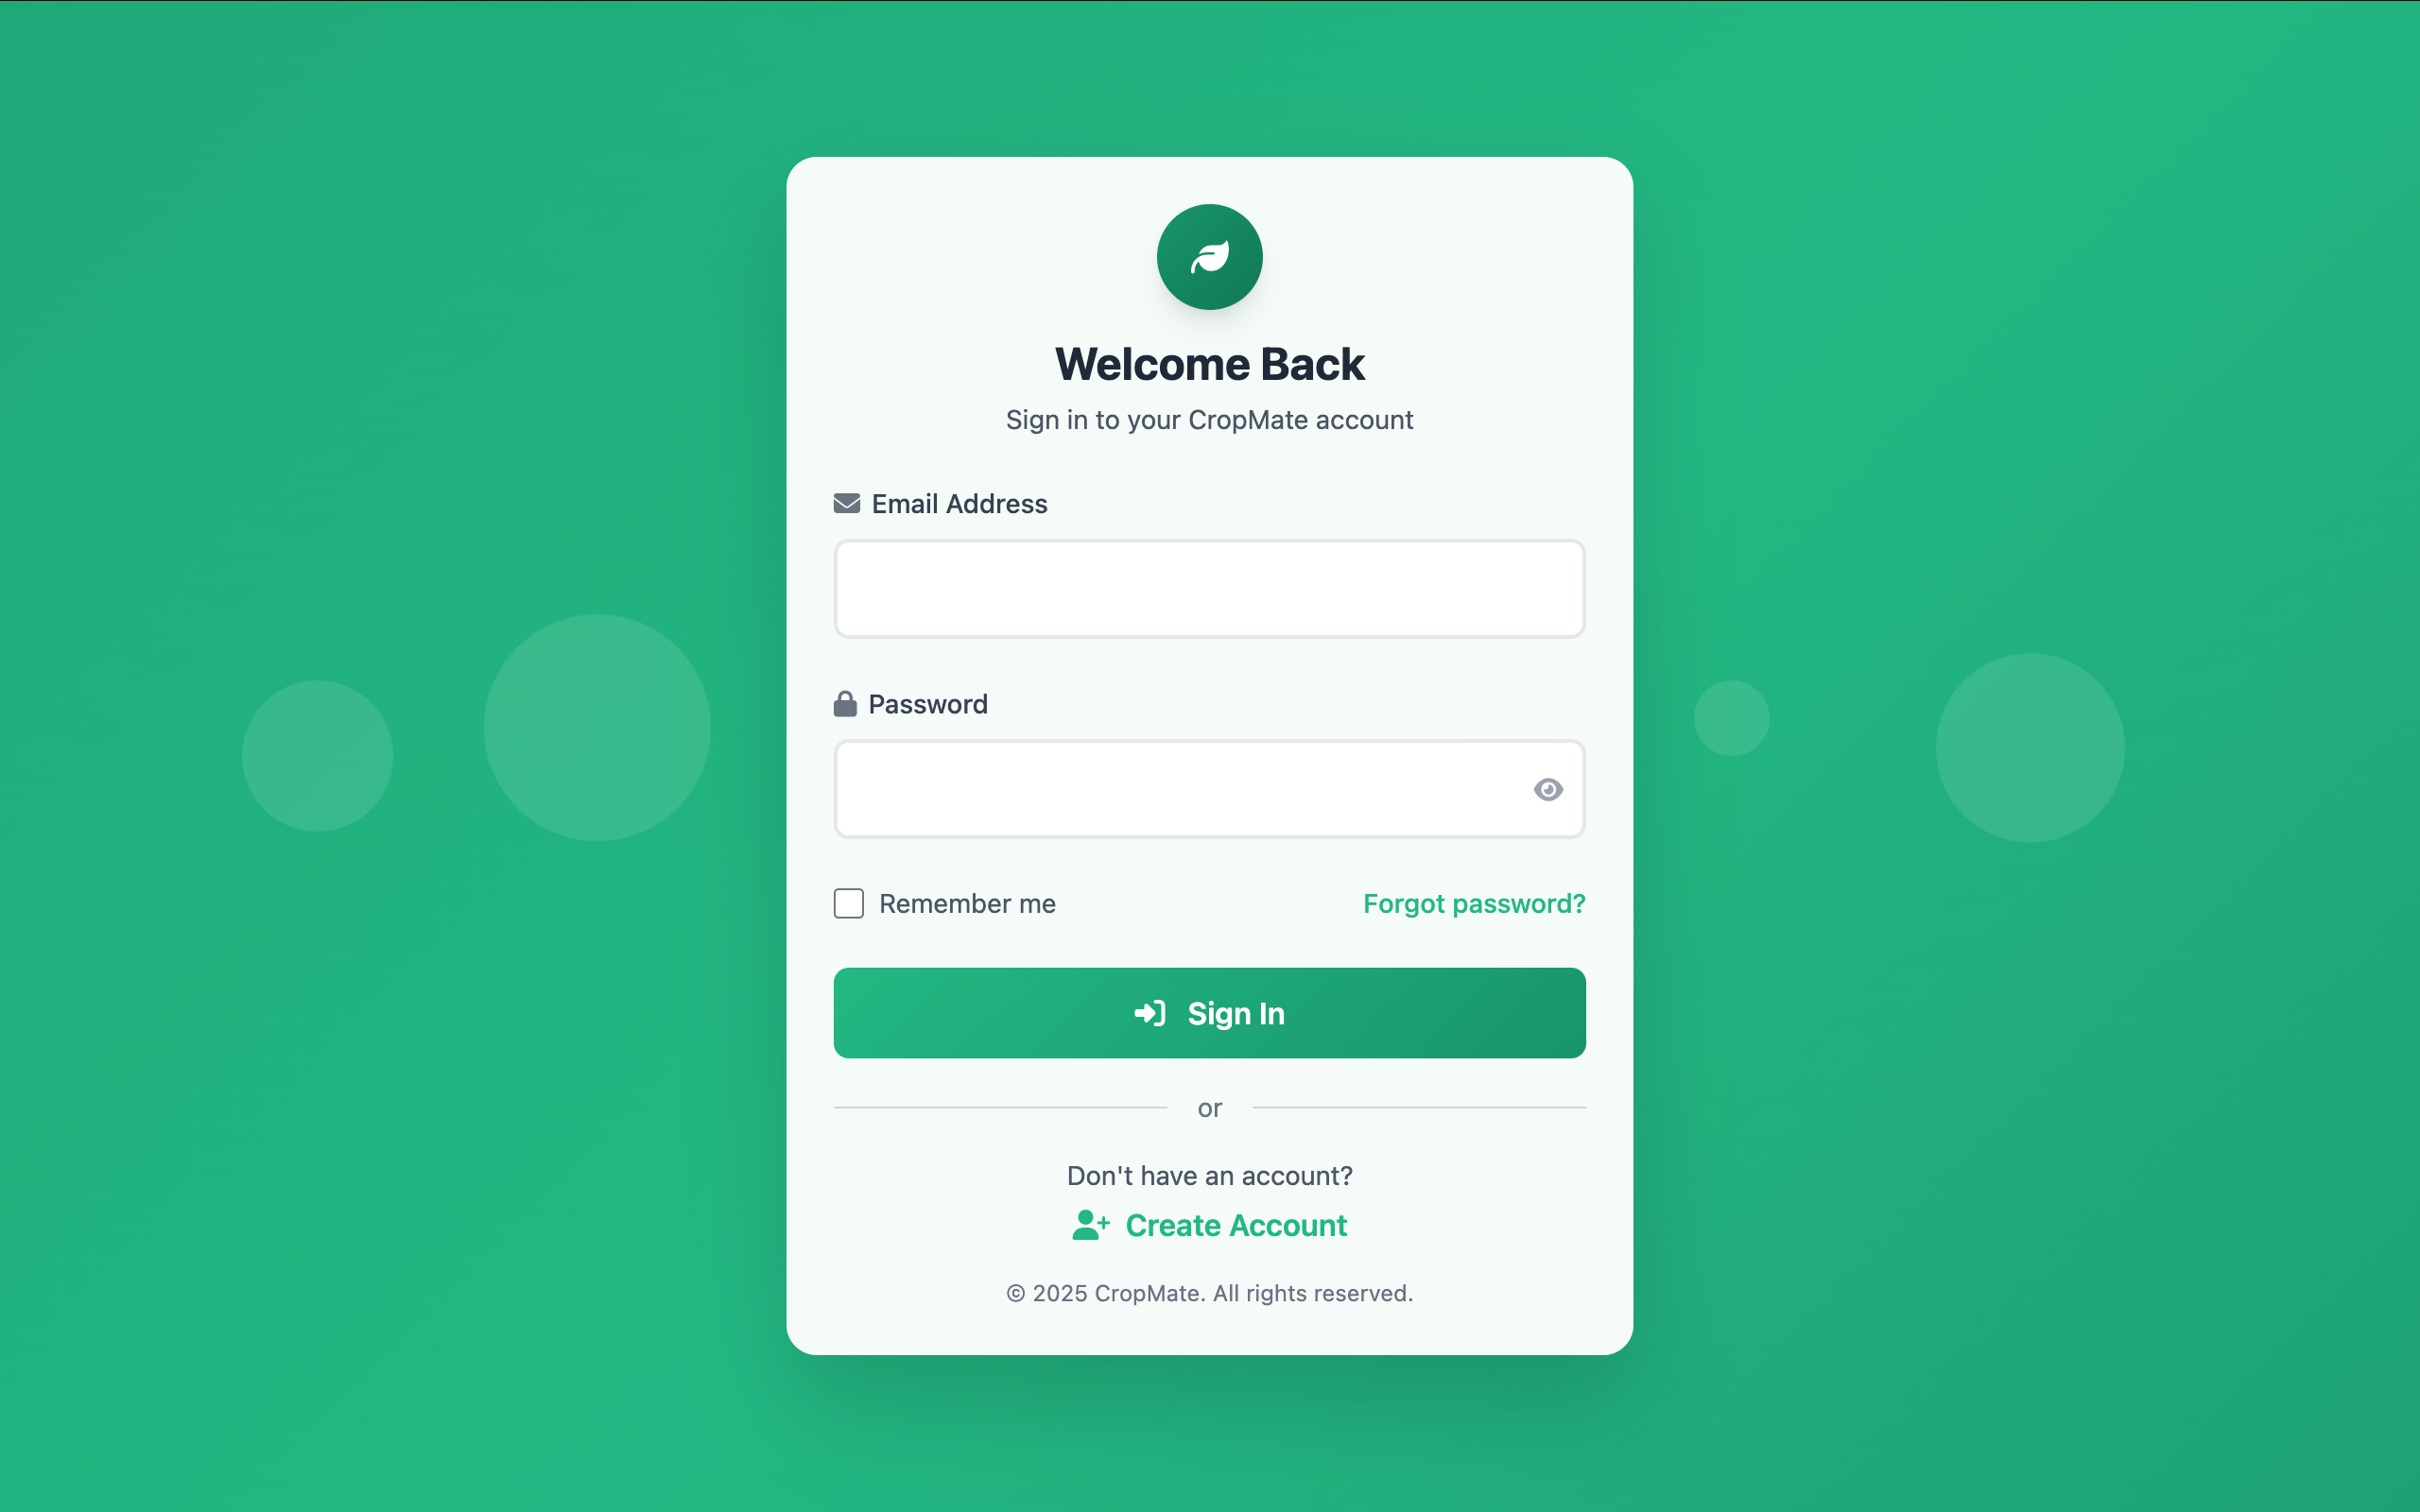 Welcome Back
Sign in to your CropMate account
Email Address
Password
Remember me
Forgot password?
Sign In
or
Don't have an account?
Create Account
© 2025 CropMate. All rights reserved.